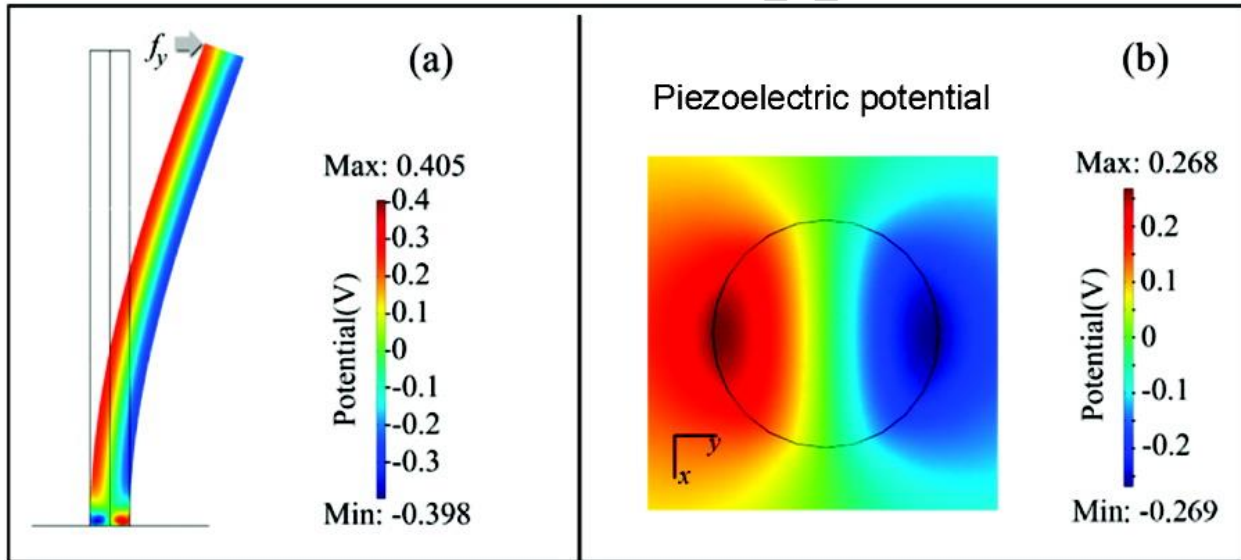 f_y
(a)
Max: 0.405
0.4
0.3
0.2
0.1
0
-0.1
-0.2
-0.3
Potential(V)
Min: -0.398
(b)
Piezoelectric potential
y
x
Max: 0.268
0.2
0.1
0
-0.1
-0.2
Potential(V)
Min: -0.269